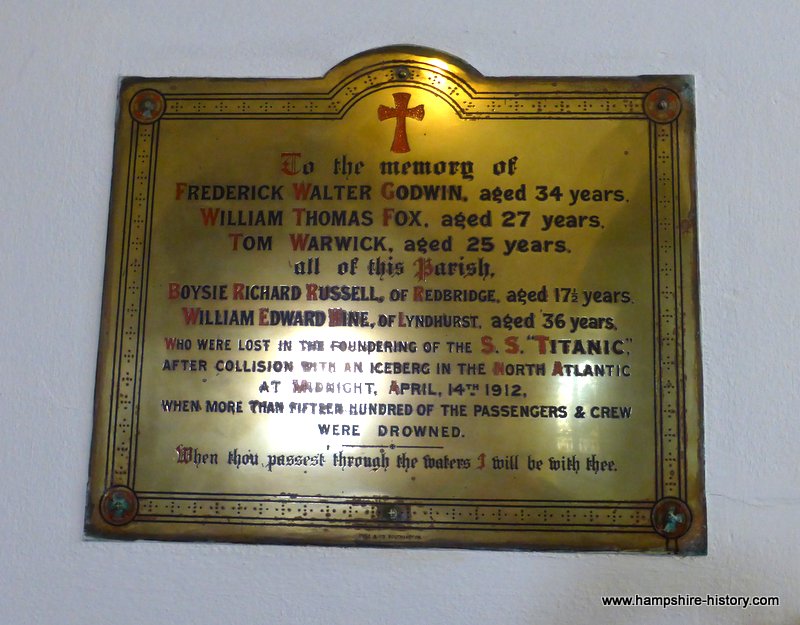 To the memory of
FREDERICK WALTER GODWIN, aged 34 years,
WILLIAM THOMAS FOX, aged 27 years,
TOM WARWICK, aged 25 years,
all of this Parish,
BOYSIE RICHARD RUSSELL, OF REDBRIDGE, aged 17½ years,
WILLIAM EDWARD HINE, OF LYNDHURST, aged 36 years,
WHO WERE LOST IN THE FOUNDERING OF THE S.S. "TITANIC",
AFTER COLLISION WITH AN ICEBERG IN THE NORTH ATLANTIC
AT MIDNIGHT, APRIL, 14TH 1912,
WHEN MORE THAN FIFTEEN HUNDRED OF THE PASSENGERS & CREW
WERE DROWNED.
When thou passest through the waters I will be with thee.
SOUTHAMPTON
www.hampshire-history.com